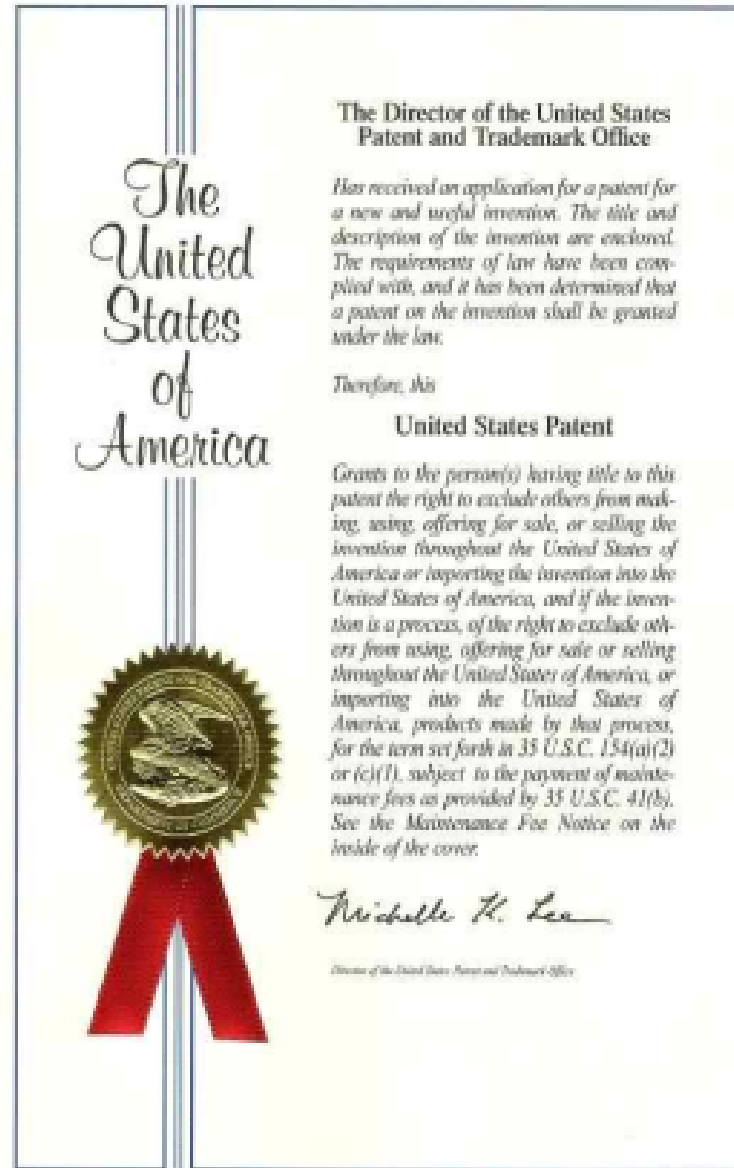 The
United
States
of
America
The Director of the United States
Patent and Trademark Office
Has received an application for a patent for
a new and useful invention. The title and
description of the invention are enclosed.
The requirements of law have been com-
plied with, and it has been determined that
a patent on the invention shall be granted
under the law.
Therefore, this
United States Patent
Grants to the person(s) having title to this
patent the right to exclude others from mak-
ing, using, offering for sale, or selling the
invention throughout the United States of
America or importing the invention into the
United States of America, and if the inven-
tion is a process, of the right to exclude oth-
ers from using, offering for sale or selling
throughout the United States of America, or
importing into the United States of
America, products made by that process,
for the term set forth in 35 U.S.C. 154(a)(2)
or (c)(1), subject to the payment of mainte-
nance fees as provided by 35 U.S.C. 41(b).
See the Maintenance Fee Notice on the
inside of the cover.
Michelle K. Lee
Director of the United States Patent and Trademark Office